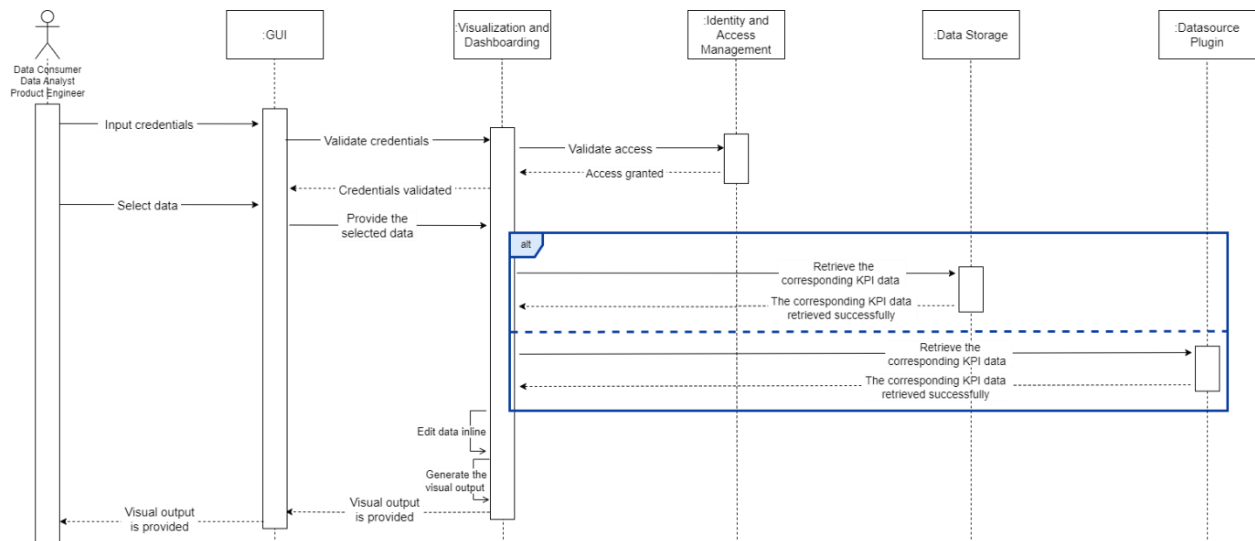 :GUI
:Visualization and
Dashboarding
:Identity and
Access
Management
:Data Storage
:Datasource
Plugin
Data Consumer
Data Analyst
Product Engineer
Input credentials
Validate credentials
Validate access
Access granted
Credentials validated
Select data
Provide the
selected data
alt
Retrieve the
corresponding KPI data
The corresponding KPI data
retrieved successfully
Retrieve the
corresponding KPI data
The corresponding KPI data
retrieved successfully
Edit data inline
Generate the
visual output
Visual output
is provided
Visual output
is provided